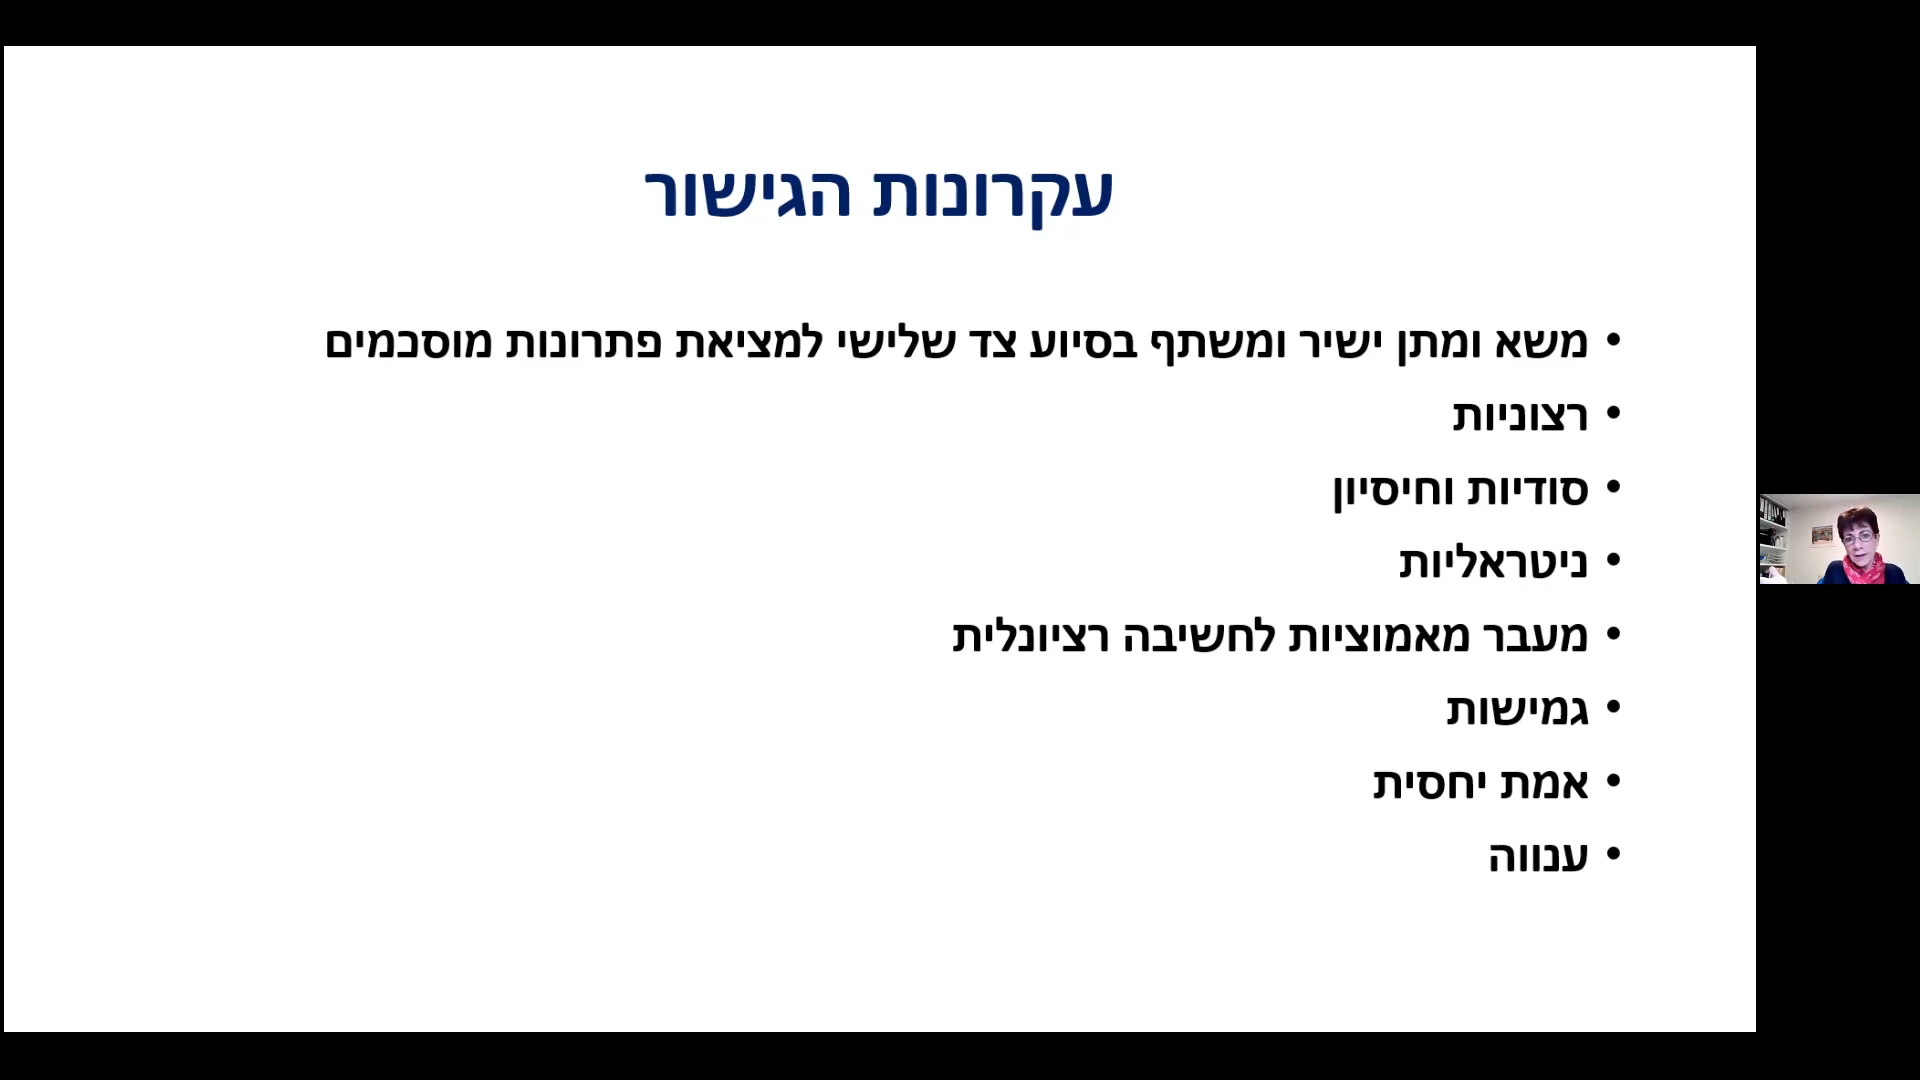 עקרונות הגישור
• משא ומתן ישיר ומשתף בסיוע צד שלישי למציאת פתרונות מוסכמים
• רצוניות
• סודיות וחיסיון
• ניטראליות
• מעבר מאמוציות לחשיבה רציונלית
• גמישות
• אמת יחסית
• ענווה